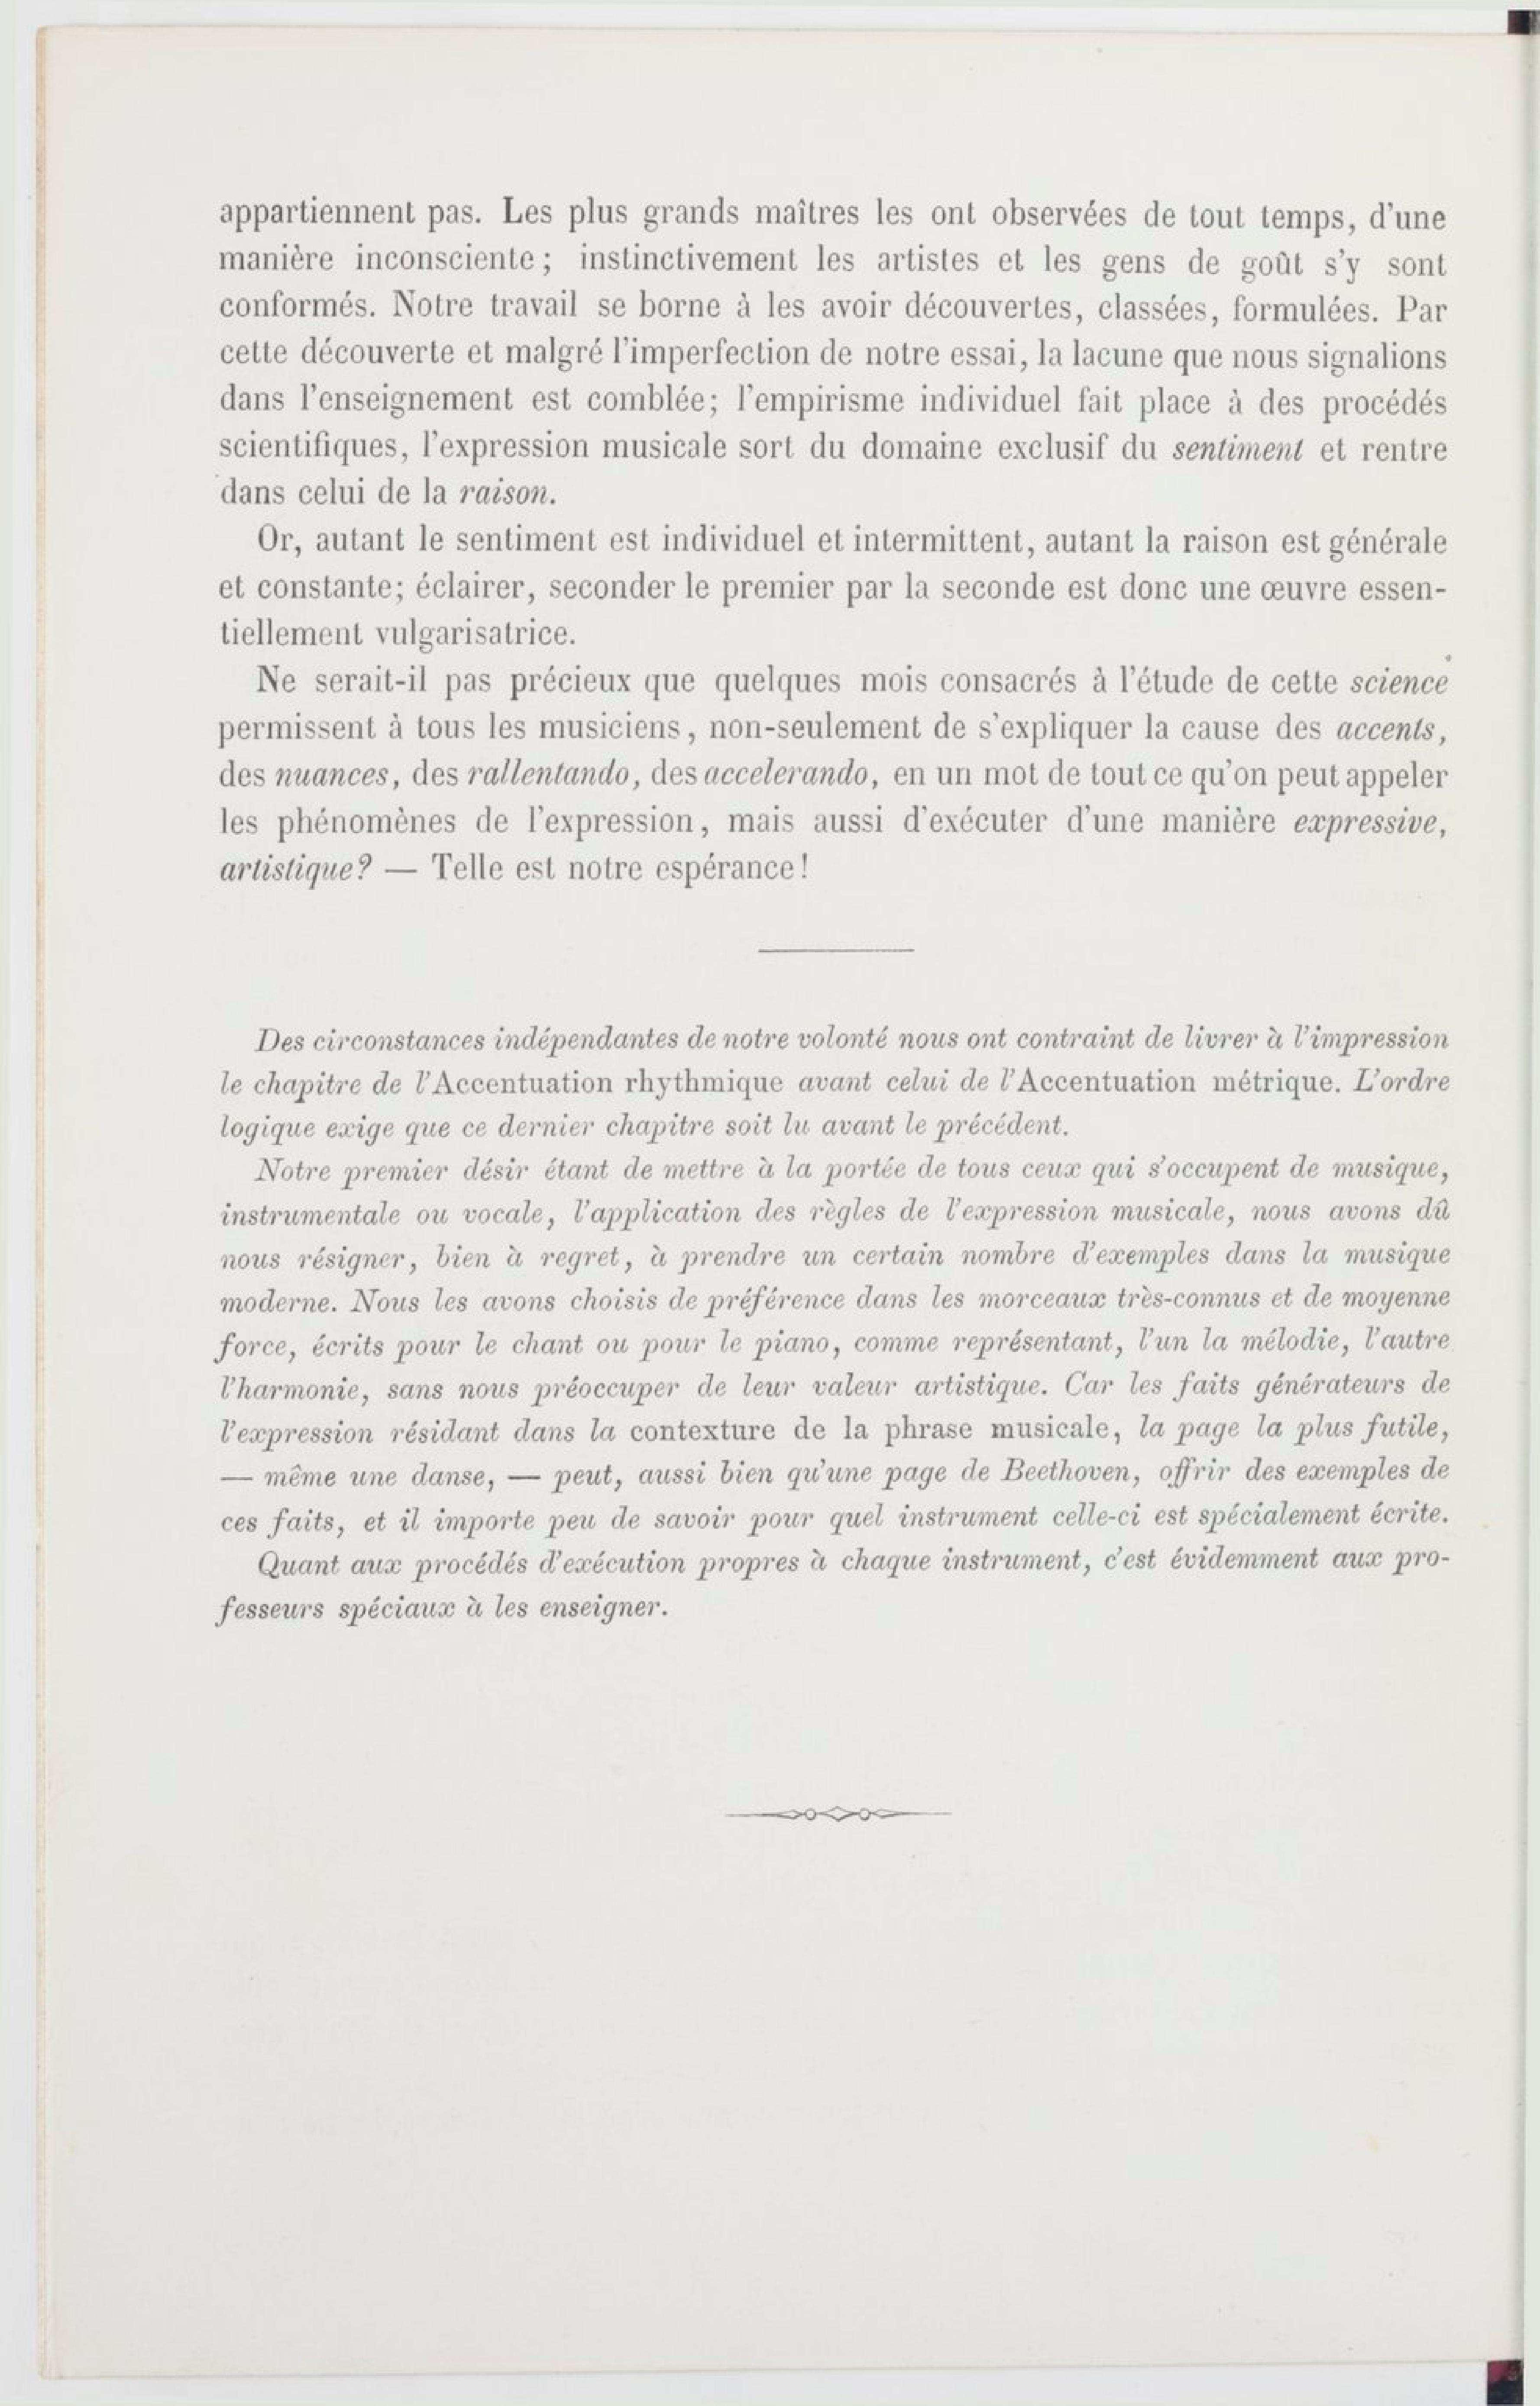 appartiennent pas. Les plus grands maîtres les ont observées de tout temps, d'une
manière inconsciente; instinctivement les artistes et les gens de goût s'y sont
conformés. Notre travail se borne à les avoir découvertes, classées, formulées. Par
cette découverte et malgré l'imperfection de notre essai, la lacune que nous signalions
dans l'enseignement est comblée; l'empirisme individuel fait place à des procédés
scientifiques, l'expression musicale sort du domaine exclusif du sentiment et rentre
dans celui de la raison.
Or, autant le sentiment est individuel et intermittent, autant la raison est générale
et constante; éclairer, seconder le premier par la seconde est donc une œuvre essen-
tiellement vulgarisatrice.
Ne serait-il pas précieux que quelques mois consacrés à l'étude de cette science
permissent à tous les musiciens, non-seulement de s'expliquer la cause des accents,
des nuances, des rallentando, des accelerando, en un mot de tout ce qu'on peut appeler
les phénomènes de l'expression, mais aussi d'exécuter d'une manière expressive,
artistique? — Telle est notre espérance!
Des circonstances indépendantes de notre volonté nous ont contraint de livrer à l'impression
le chapitre de l'Accentuation rhythmique avant celui de l'Accentuation métrique. L'ordre
logique exige que ce dernier chapitre soit lu avant le précédent.
Notre premier désir étant de mettre à la portée de tous ceux qui s'occupent de musique,
instrumentale ou vocale, l'application des règles de l'expression musicale, nous avons dû
nous résigner, bien à regret, à prendre un certain nombre d'exemples dans la musique
moderne. Nous les avons choisis de préférence dans les morceaux très-connus et de moyenne
force, écrits pour le chant ou pour le piano, comme représentant, l'un la mélodie, l'autre
l'harmonie, sans nous préoccuper de leur valeur artistique. Car les faits générateurs de
l'expression résidant dans la contexture de la phrase musicale, la page la plus futile,
— même une danse, — peut, aussi bien qu'une page de Beethoven, offrir des exemples de
ces faits, et il importe peu de savoir pour quel instrument celle-ci est spécialement écrite.
Quant aux procédés d'exécution propres à chaque instrument, c'est évidemment aux pro-
fesseurs spéciaux à les enseigner.